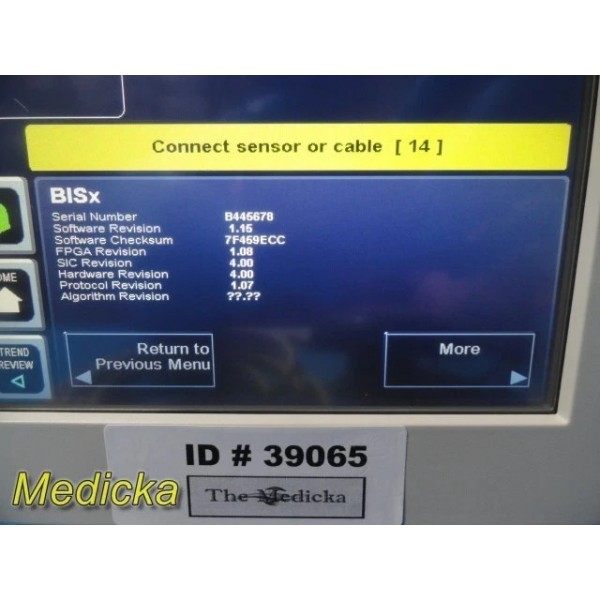 Connect sensor or cable [ 14 ]
BISx
Serial Number B445678
Software Revision 1.15
Software Checksum 7F459ECC
FPGA Revision 1.08
SIC Revision 4.00
Hardware Revision 4.00
Protocol Revision 1.07
Algorithm Revision ??.??
OME
TREND
REVIEW
Return to
Previous Menu
More
ID # 39065
Medicka
The Medicka